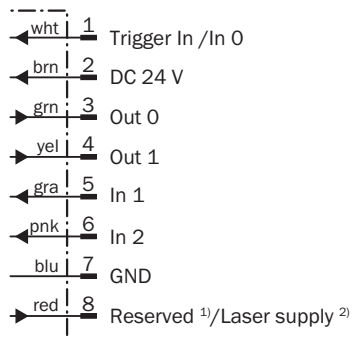 wht 1 Trigger In /In 0
brn 2 DC 24 V
grn 3 Out 0
yel 4 Out 1
gra 5 In 1
pnk 6 In 2
blu 7 GND
red 8 Reserved 1)/Laser supply 2)